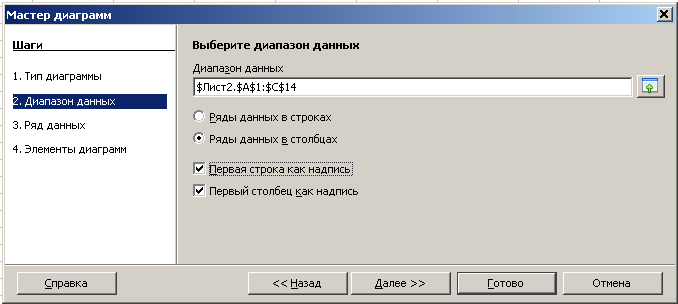 Мастер диаграмм
Шаги
1. Тип диаграммы
2. Диапазон данных
3. Ряд данных
4. Элементы диаграмм
Выберите диапазон данных
Диапазон данных
$Лист2.$A$1:$C$14
Ряды данных в строках
Ряды данных в столбцах
Первая строка как надпись
Первый столбец как надпись
Справка
<< Назад
Далее >>
Готово
Отмена